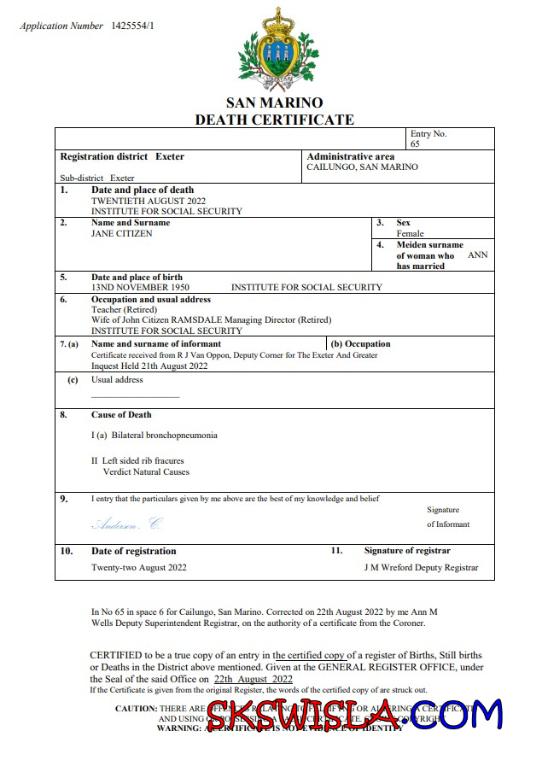 Application Number 1425554/1
SAN MARINO
DEATH CERTIFICATE
Entry No.
65
Registration district Exeter
Sub-district Exeter
Administrative area
CAILUNGO, SAN MARINO
1. Date and place of death
TWENTIETH AUGUST 2022
INSTITUTE FOR SOCIAL SECURITY
2. Name and Surname
JANE CITIZEN
3. Sex
Female
4. Meiden surname
of woman who ANN
has married
5. Date and place of birth
13ND NOVEMBER 1950 INSTITUTE FOR SOCIAL SECURITY
6. Occupation and usual address
Teacher (Retired)
Wife of John Citizen RAMSDALE Managing Director (Retired)
INSTITUTE FOR SOCIAL SECURITY
7. (a) Name and surname of informant (b) Occupation
Certificate received from R J Van Oppon, Deputy Corner for The Exeter And Greater
Inquest Held 21th August 2022
(c) Usual address
8. Cause of Death
I (a) Bilateral bronchopneumonia
II Left sided rib fracures
Verdict Natural Causes
9. I entry that the particulars given by me above are the best of my knowledge and belief
Anderson. C.
Signature
of Informant
10. Date of registration 11. Signature of registrar
Twenty-two August 2022 J M Wreford Deputy Registrar
In No 65 in space 6 for Cailungo, San Marino. Corrected on 22th August 2022 by me Ann M
Wells Deputy Superintendent Registrar, on the authority of a certificate from the Coroner.
CERTIFIED to be a true copy of an entry in the certified copy of a register of Births, Still births
or Deaths in the District above mentioned. Given at the GENERAL REGISTER OFFICE, under
the Seal of the said Office on 22th August 2022
If the Certificate is given from the original Register, the words of the certified copy of are struck out.
CAUTION: THERE ARE
AND USING
WARNING: A CERTIFICATE IS NOT EVIDENCE OF IDENTITY
SKSWISLA.COM